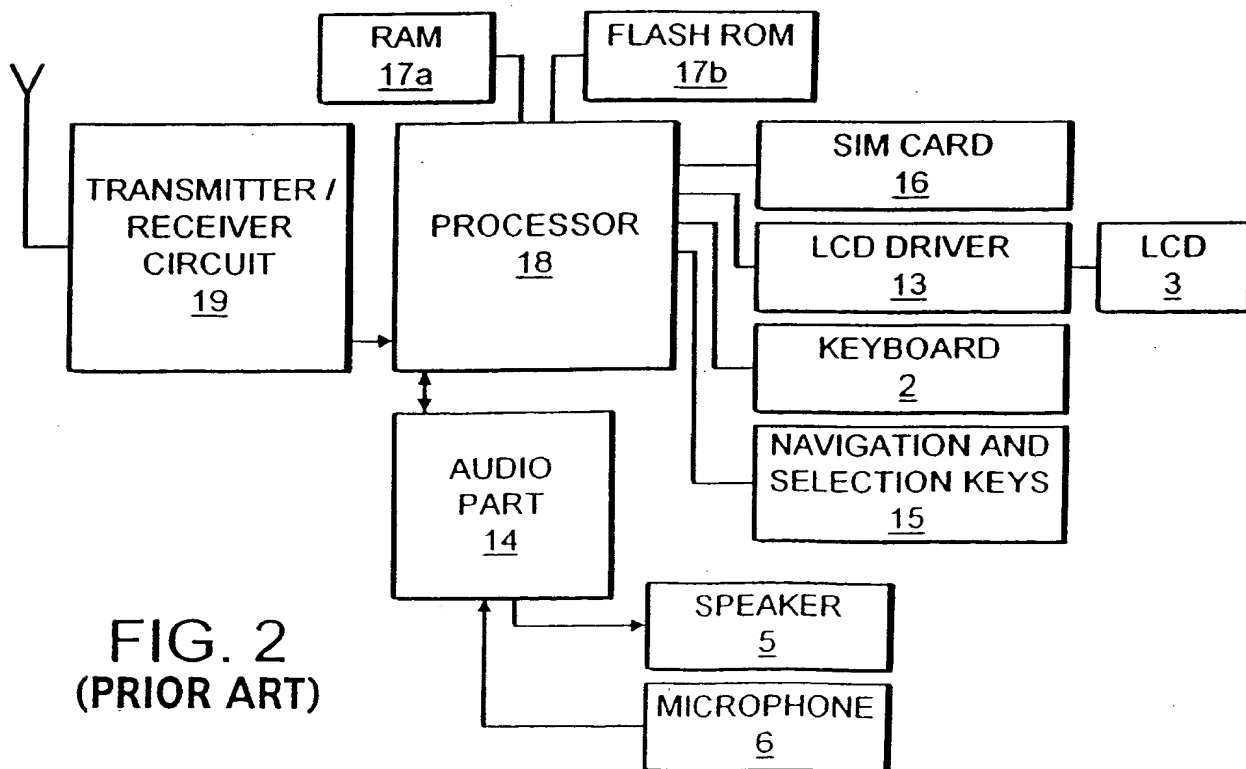 RAM
17a
FLASH ROM
17b
TRANSMITTER /
RECEIVER
CIRCUIT
19
PROCESSOR
18
SIM CARD
16
LCD DRIVER
13
LCD
3
KEYBOARD
2
NAVIGATION AND
SELECTION KEYS
15
AUDIO
PART
14
SPEAKER
5
MICROPHONE
6
FIG. 2
(PRIOR ART)